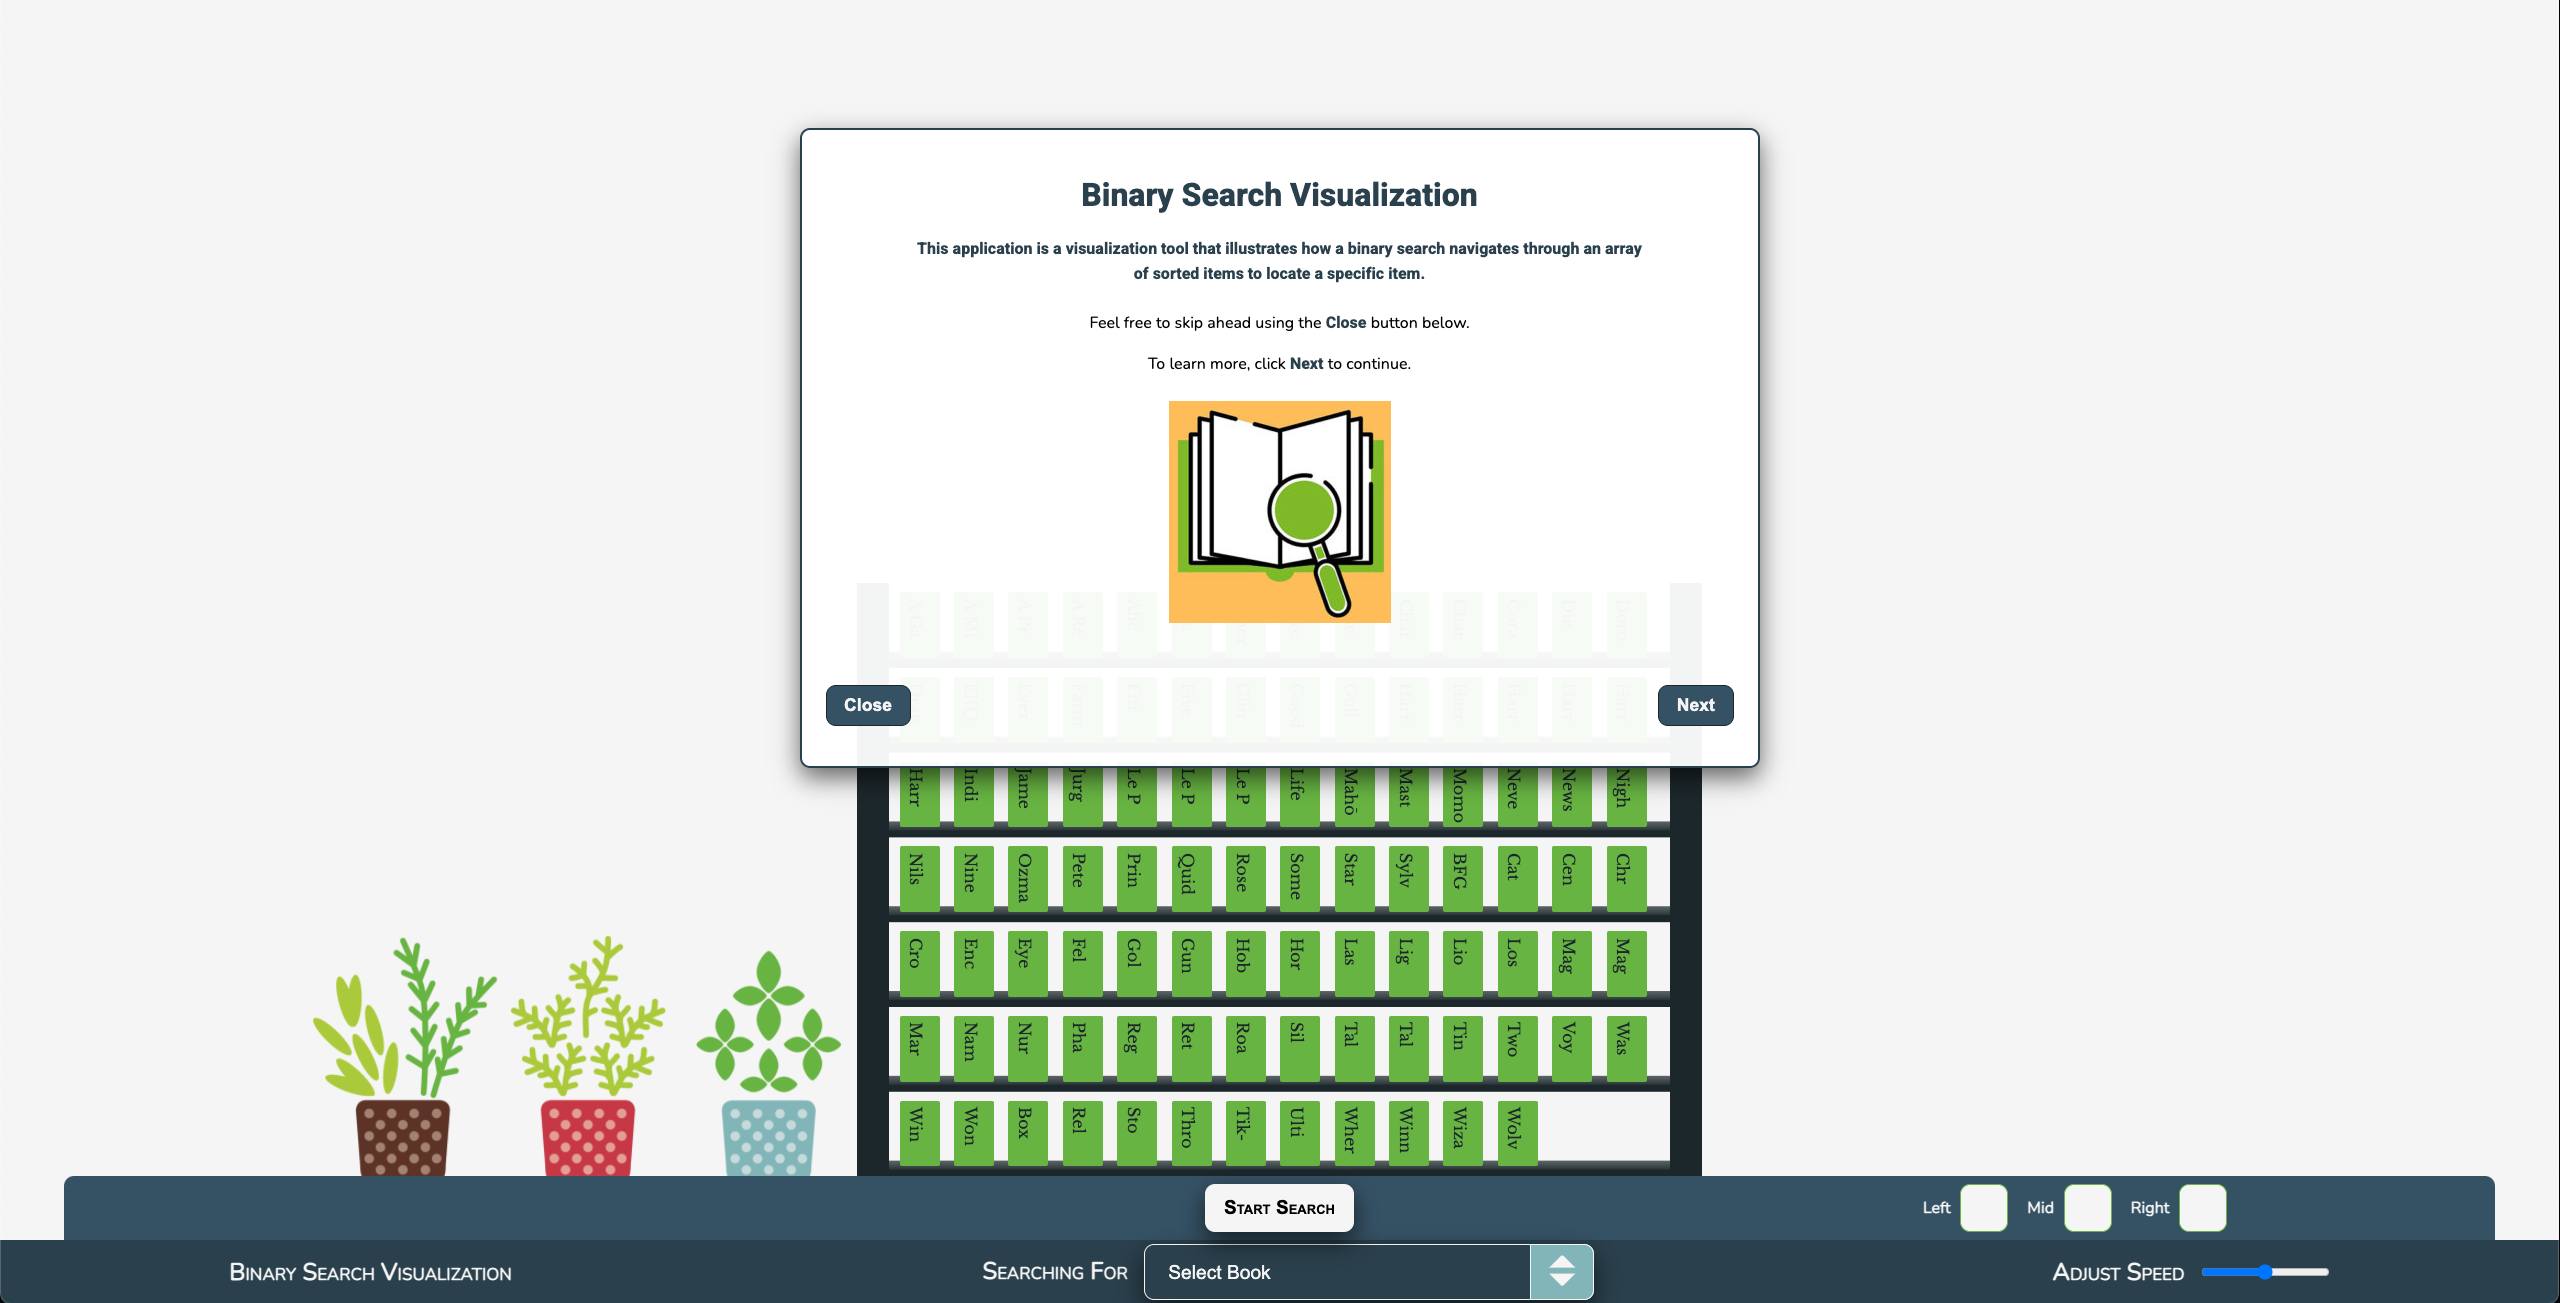 Binary Search Visualization
This application is a visualization tool that illustrates how a binary search navigates through an array
of sorted items to locate a specific item.
Feel free to skip ahead using the Close button below.
To learn more, click Next to continue.
Close
Next
Harr Indi Jame Jurg Le P Le P Le P Life Mahō Mast Momo Neve News Nigh
Nils Nine Ozma Pete Prin Quid Rose Some Star Sylv BFG Cat Cen Chr
Cro Enc Eye Fel Gol Gun Hob Hor Las Lig Lio Los Mag Mag
Mar Nam Nur Pha Reg Ret Roa Sil Tal Tal Tin Two Voy Was
Win Won Box Rel Sto Thro Tik- Ulti Wher Winn Wiza Wolv
Start Search
Left Mid Right
Binary Search Visualization
Searching For
Select Book
Adjust Speed